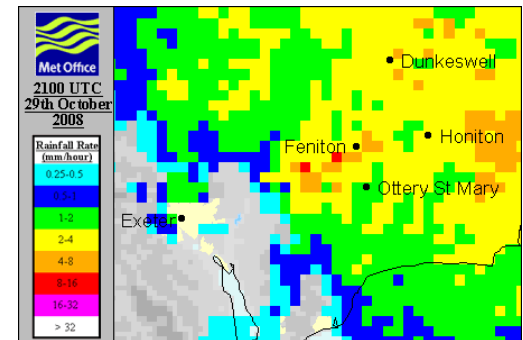 Met Office
2100 UTC
29th October
2008
Rainfall Rate
(mm/hour)
0.25-0.5
0.5-1
1-2
2-4
4-8
8-16
16-32
> 32
Dunkeswell
Honiton
Feniton
Ottery St Mary
Exeter